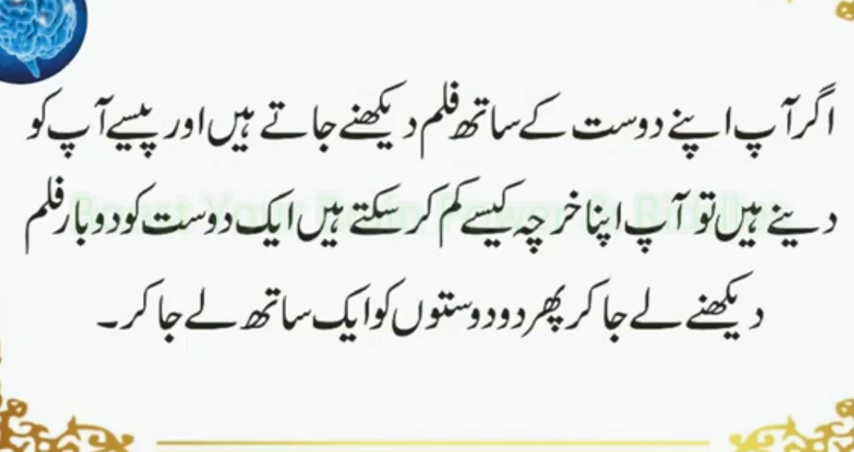 اگر آپ اپنے دوست کے ساتھ فلم دیکھنے جاتے ہیں اور پیسے آپ کو
دینے ہیں تو آپ اپنا خرچہ کیسے کم کر سکتے ہیں ایک دوست کو دو بار فلم
دیکھنے لے جا کر پھر دو دوستوں کو ایک ساتھ لے جا کر۔